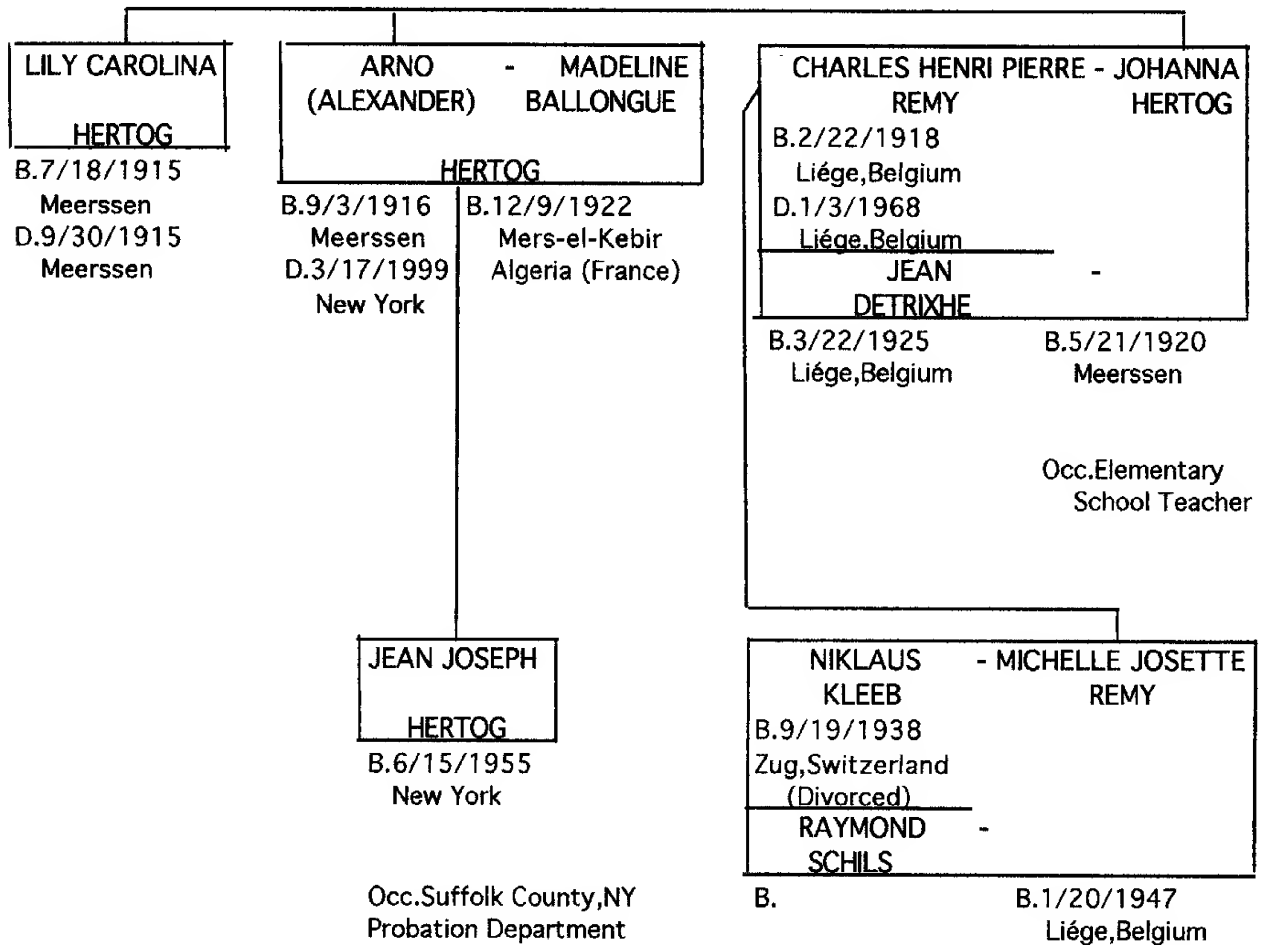 LILY CAROLINA
HERTOG
B.7/18/1915
Meerssen
D.9/30/1915
Meerssen
ARNO - MADELINE
(ALEXANDER) BALLONGUE
HERTOG
B.9/3/1916 B.12/9/1922
Meerssen Mers-el-Kebir
D.3/17/1999 Algeria (France)
New York
CHARLES HENRI PIERRE - JOHANNA
REMY HERTOG
B.2/22/1918
Liége,Belgium
D.1/3/1968
Liége,Belgium
JEAN -
DETRIXHE
B.3/22/1925 B.5/21/1920
Liége,Belgium Meerssen
Occ.Elementary
School Teacher
JEAN JOSEPH
HERTOG
B.6/15/1955
New York
Occ.Suffolk County,NY
Probation Department
NIKLAUS - MICHELLE JOSETTE
KLEEB REMY
B.9/19/1938
Zug,Switzerland
(Divorced)
RAYMOND -
SCHILS
B. B.1/20/1947
Liége,Belgium